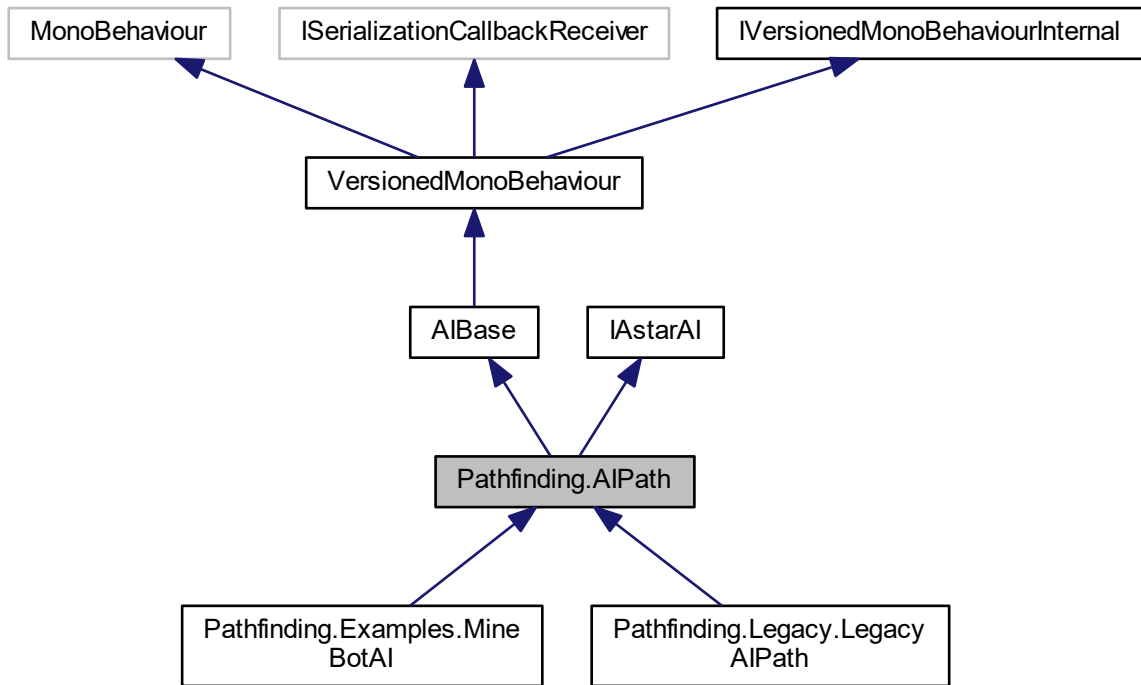 MonoBehaviour
ISerializationCallbackReceiver
IVersionedMonoBehaviourInternal
VersionedMonoBehaviour
AIBase
IAstarAI
Pathfinding.AIPath
Pathfinding.Examples.Mine
BotAI
Pathfinding.Legacy.Legacy
AIPath